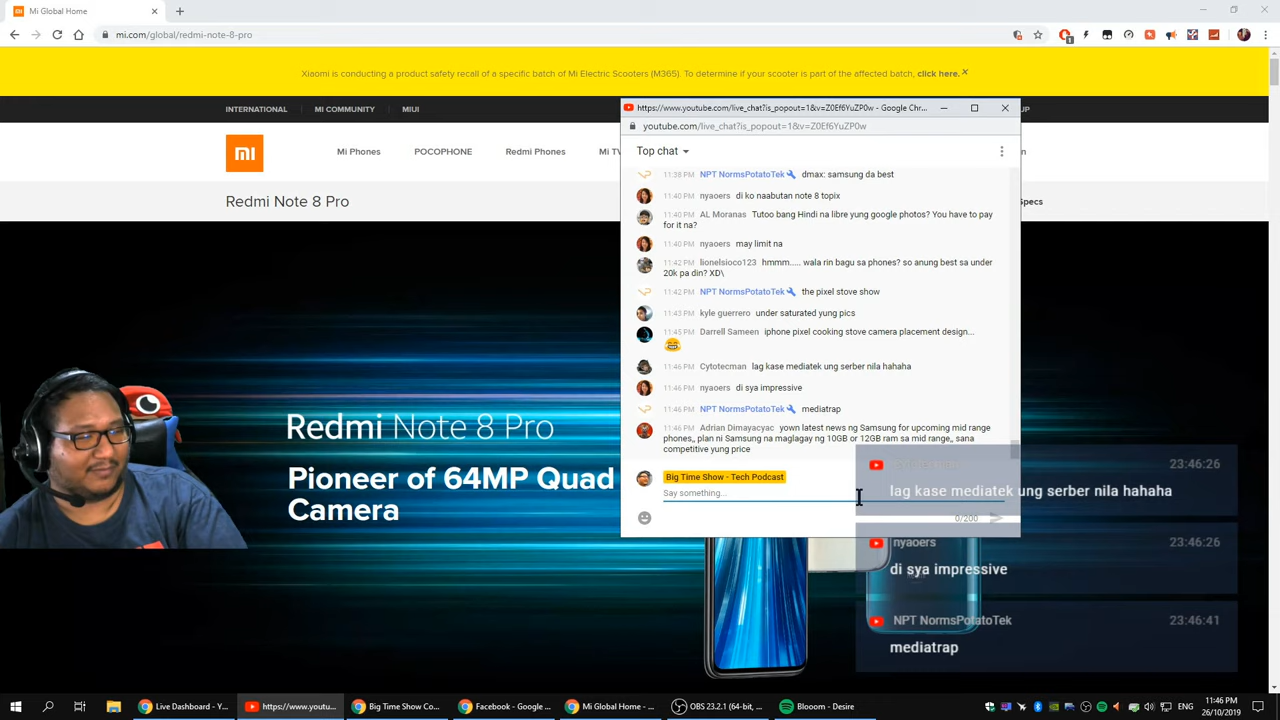 Mi Global Home
mi.com/global/redmi-note-8-pro
1
Xiaomi is conducting a product safety recall of a specific batch of Mi Electric Scooters (M365). To determine if your scooter is part of the affected batch, click here.
INTERNATIONAL MI COMMUNITY MIUI
Mi Phones POCOPHONE Redmi Phones Mi TV
Redmi Note 8 Pro
Specs
https://www.youtube.com/live_chat?is_popout=1&v=Z0Ef6YuZP0w - Google Chr...
youtube.com/live_chat?is_popout=1&v=Z0Ef6YuZP0w
Top chat
11:38 PM NPT NormsPotatoTek dmax: samsung da best
11:40 PM nyaoers di ko naabutan note 8 topix
11:40 PM AL Moranas Tutoo bang Hindi na libre yung google photos? You have to pay
for it na?
11:40 PM nyaoers may limit na
11:42 PM lionelsioco123 hmmm..... wala rin bagu sa phones? so anung best sa under
20k pa din? XD\
11:42 PM NPT NormsPotatoTek the pixel stove show
11:43 PM kyle guerrero under saturated yung pics
11:45 PM Darrell Sameen iphone pixel cooking stove camera placement design...
11:46 PM Cytotecman lag kase mediatek ung serber nila hahaha
11:46 PM nyaoers di sya impressive
11:46 PM NPT NormsPotatoTek mediatrap
11:46 PM Adrian Dimayacyac yown latest news ng Samsung for upcoming mid range
phones,, plan ni Samsung na maglagay ng 10GB or 12GB ram sa mid range,, sana
competitive yung price
Big Time Show - Tech Podcast
Say something...
0/200
Redmi Note 8 Pro
Pioneer of 64MP Quad
Camera
23:46:26
lag kase mediatek ung serber nila hahaha
nyaoers 23:46:26
di sya impressive
NPT NormsPotatoTek 23:46:41
mediatrap
Live Dashboard - Y...
https://www.youtu...
Big Time Show Co...
Facebook - Google ...
Mi Global Home - ...
OBS 23.2.1 (64-bit, ...
Blooom - Desire
ENG
11:46 PM
26/10/2019